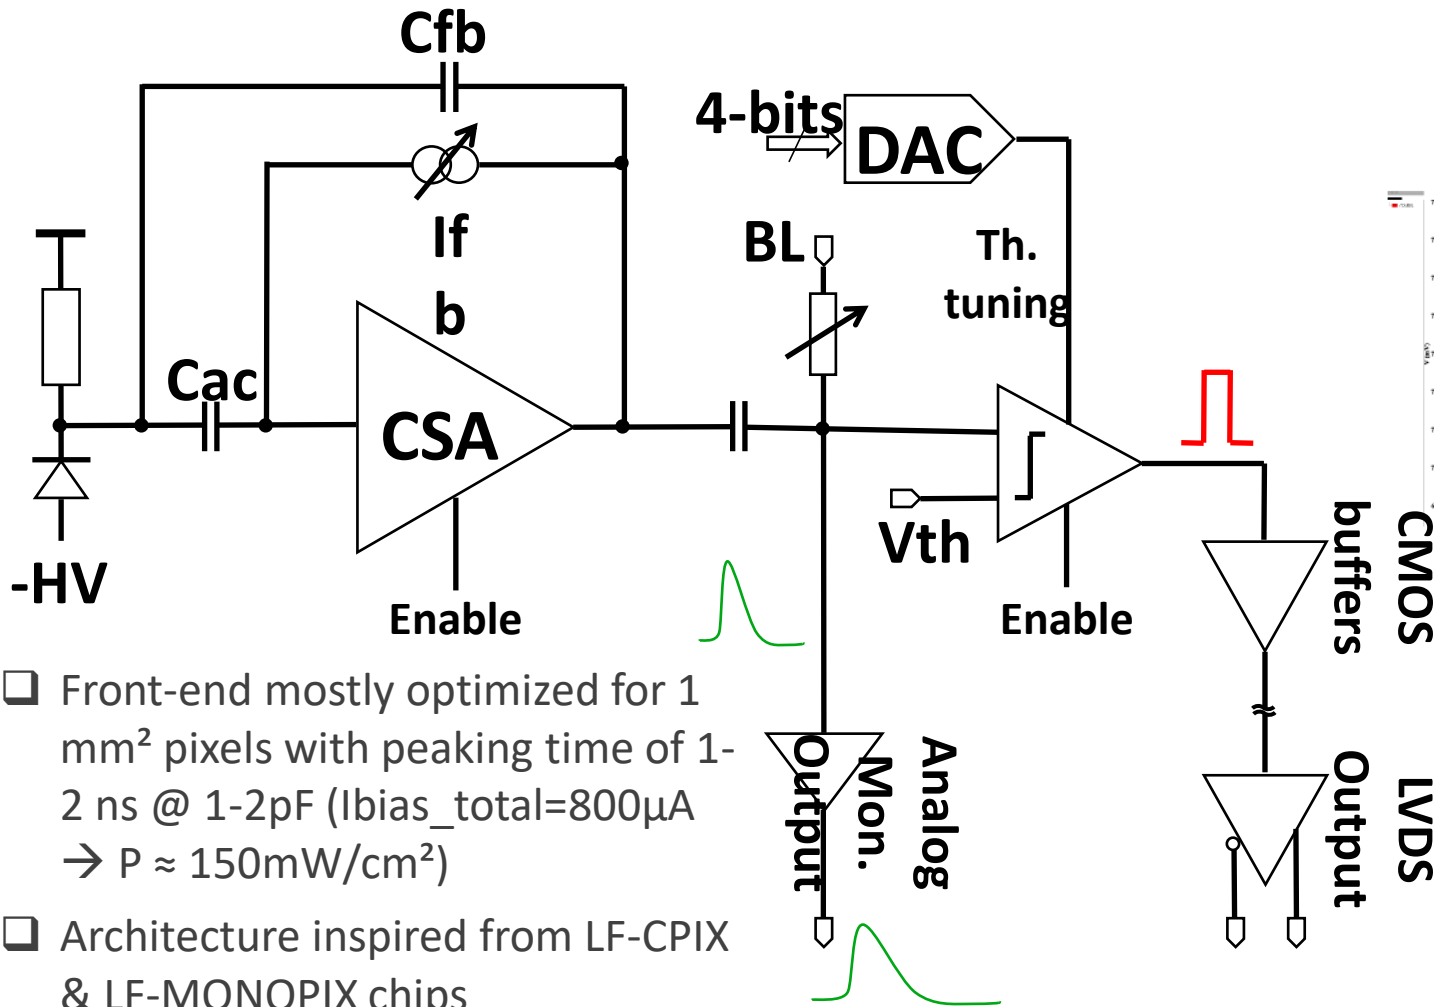 Cfb
4-bits
DAC
If
b
BL
Th.
tuning
Cac
CSA
Vth
-HV
Enable
Enable
CMOS
buffers
Analog
Mon.
Output
LVDS
Output
Front-end mostly optimized for 1
mm² pixels with peaking time of 1-
2 ns @ 1-2pF (Ibias_total=800µA
→ P ≈ 150mW/cm²)
Architecture inspired from LF-CPIX
& LF-MONOPIX chips